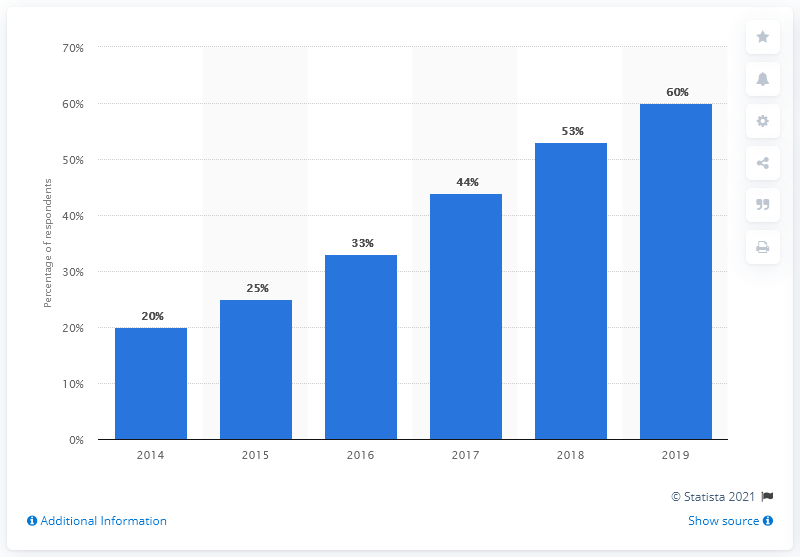 70%
60%
50%
40%
30%
20%
10%
0%
Percentage of respondents
20%
25%
33%
44%
53%
60%
2014 2015 2016 2017 2018 2019
© Statista 2021
Additional Information
Show source